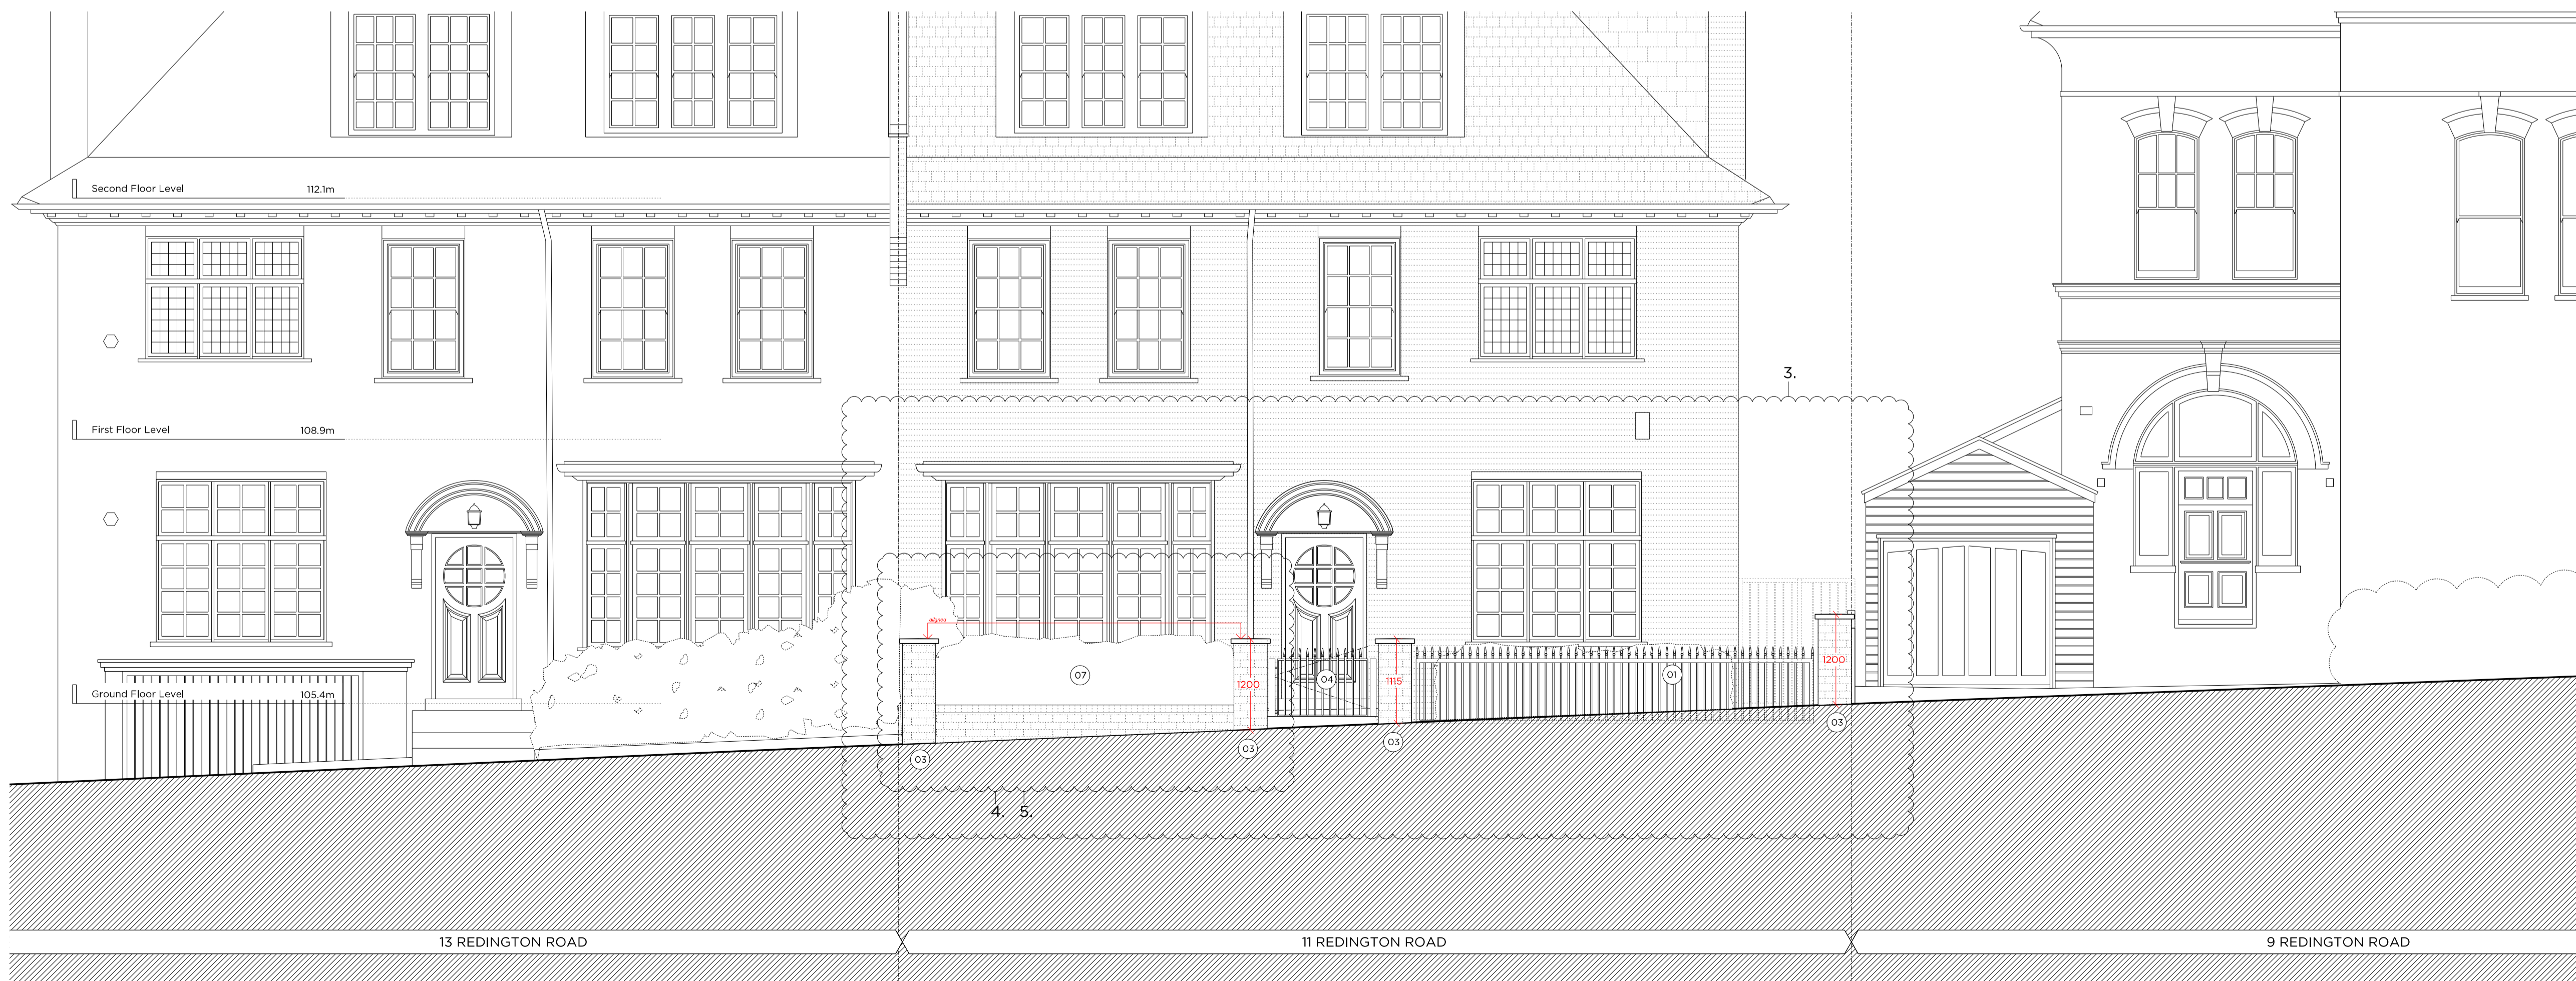 Second Floor Level 112.1m
3.
First Floor Level 108.9m
aligned
1200
07
04
1200
1115
01
Ground Floor Level 105.4m
03
03
03
03
4. 5.
13 REDINGTON ROAD
11 REDINGTON ROAD
9 REDINGTON ROAD